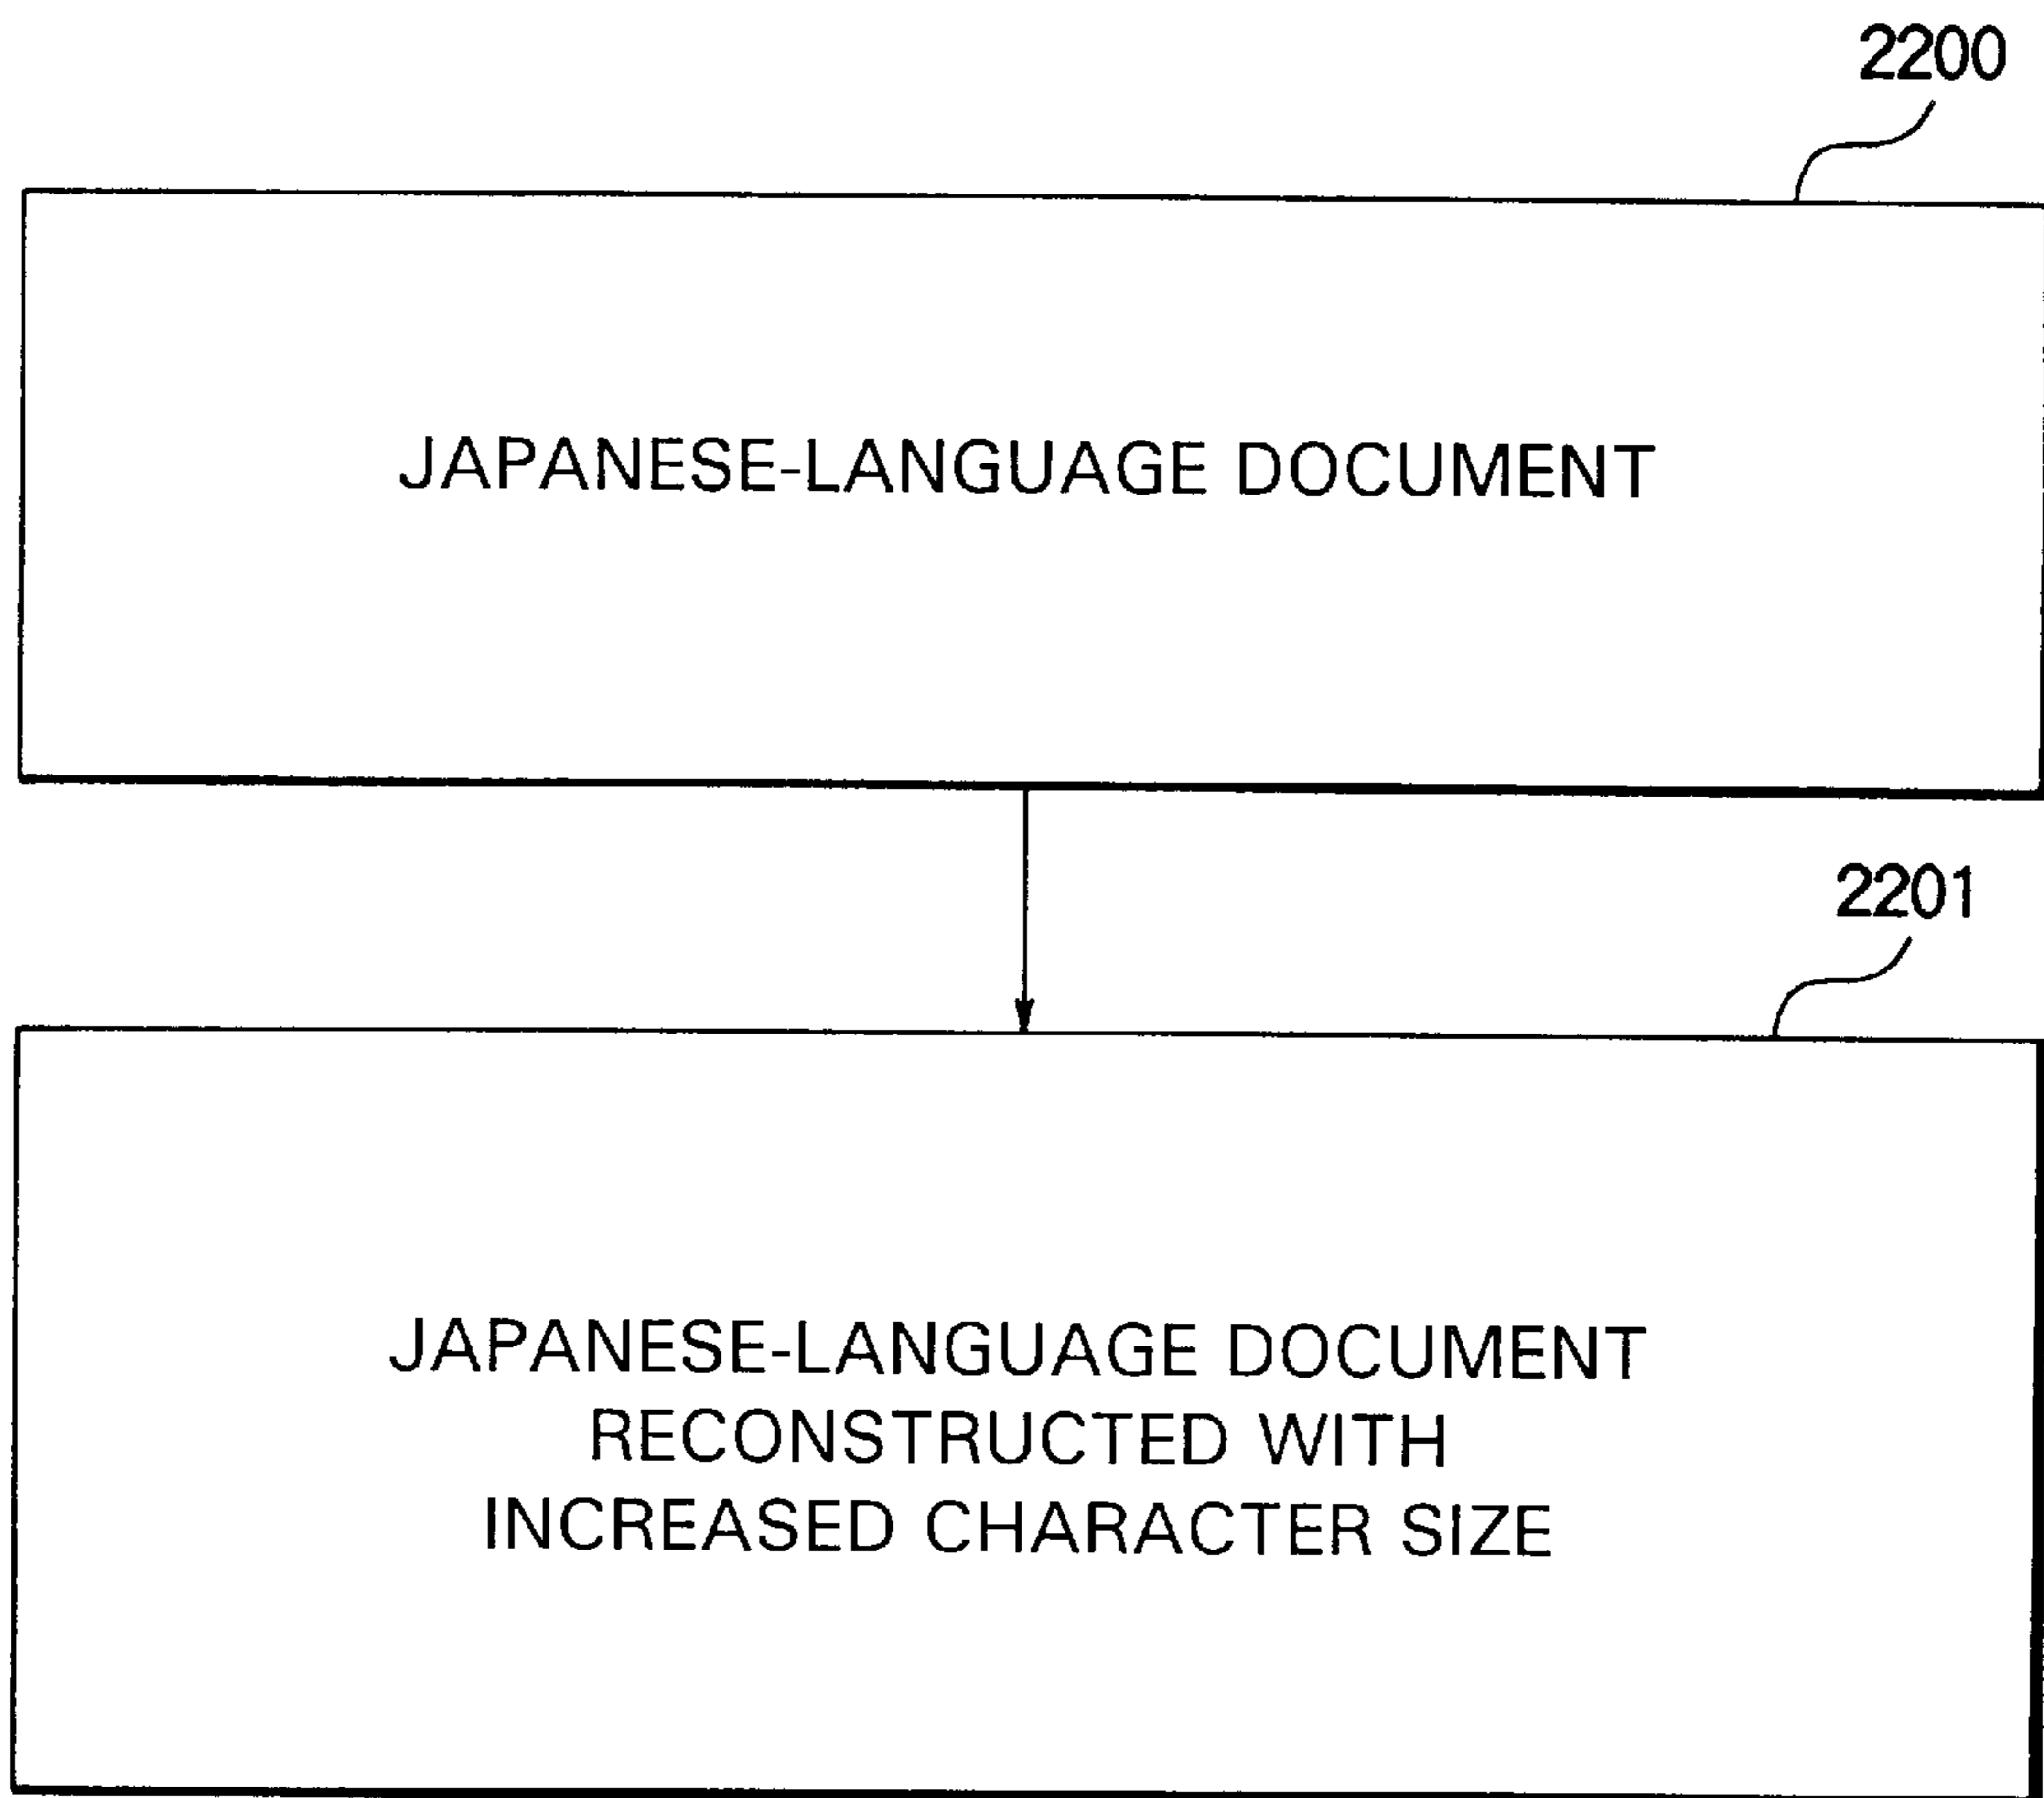 2200
JAPANESE-LANGUAGE DOCUMENT
2201
JAPANESE-LANGUAGE DOCUMENT
RECONSTRUCTED WITH
INCREASED CHARACTER SIZE